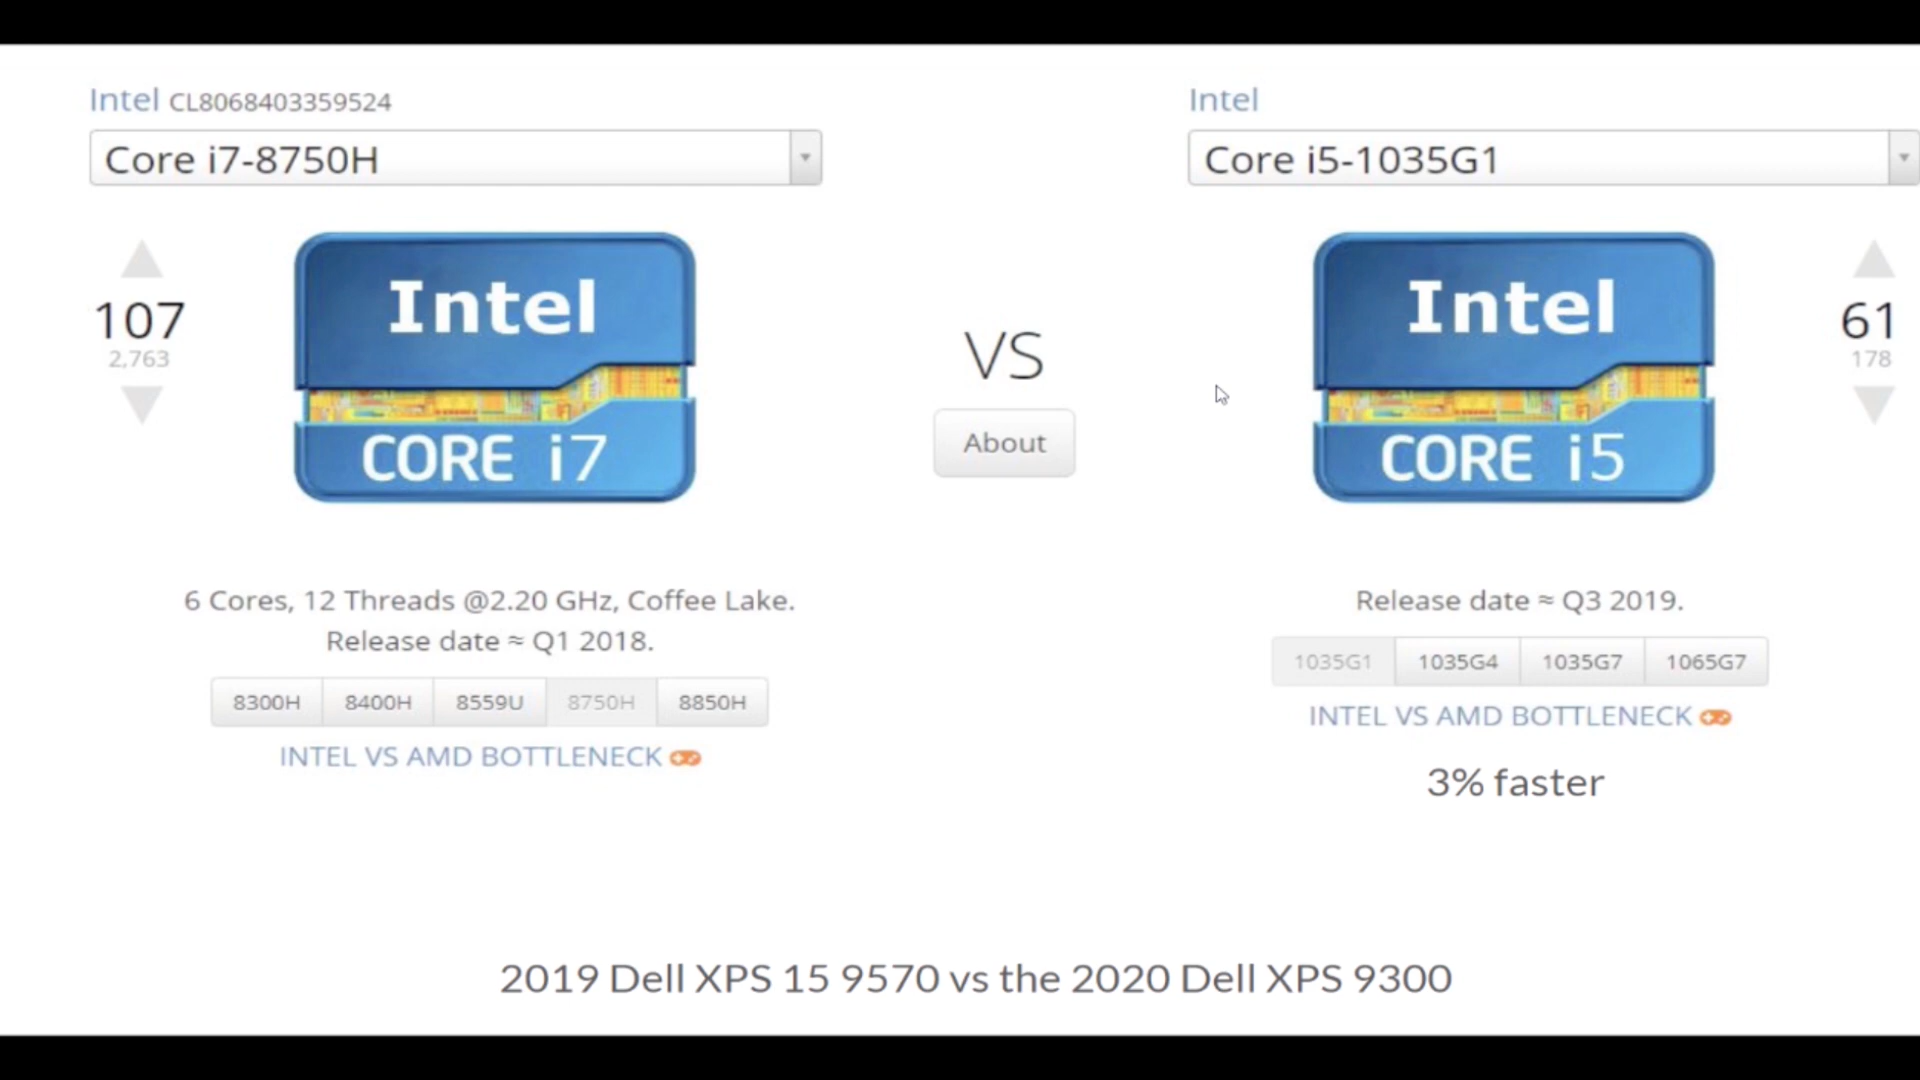 Intel CL8068403359524
Core i7-8750H
107
2,763
Intel
CORE i7
6 Cores, 12 Threads @2.20 GHz, Coffee Lake.
Release date ≈ Q1 2018.
8300H 8400H 8559U 8750H 8850H
INTEL VS AMD BOTTLENECK
VS
About
Intel
Core i5-1035G1
61
178
Intel
CORE i5
Release date ≈ Q3 2019.
1035G1 1035G4 1035G7 1065G7
INTEL VS AMD BOTTLENECK
3% faster
2019 Dell XPS 15 9570 vs the 2020 Dell XPS 9300